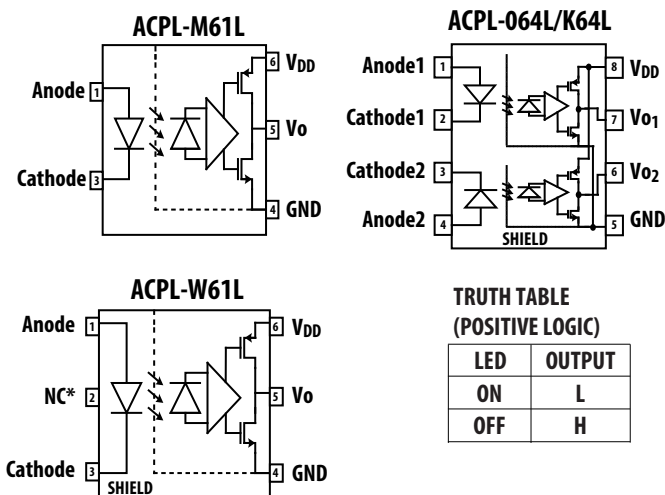 ACPL-M61L
Anode 1
Cathode 3
6 VDD
5 Vo
4 GND
ACPL-064L/K64L
Anode1 1
Cathode1 2
Cathode2 3
Anode2 4
8 VDD
7 Vo1
6 Vo2
5 GND
SHIELD
ACPL-W61L
Anode 1
NC* 2
Cathode 3
6 VDD
5 Vo
4 GND
SHIELD
TRUTH TABLE
(POSITIVE LOGIC)
LED OUTPUT
ON L
OFF H